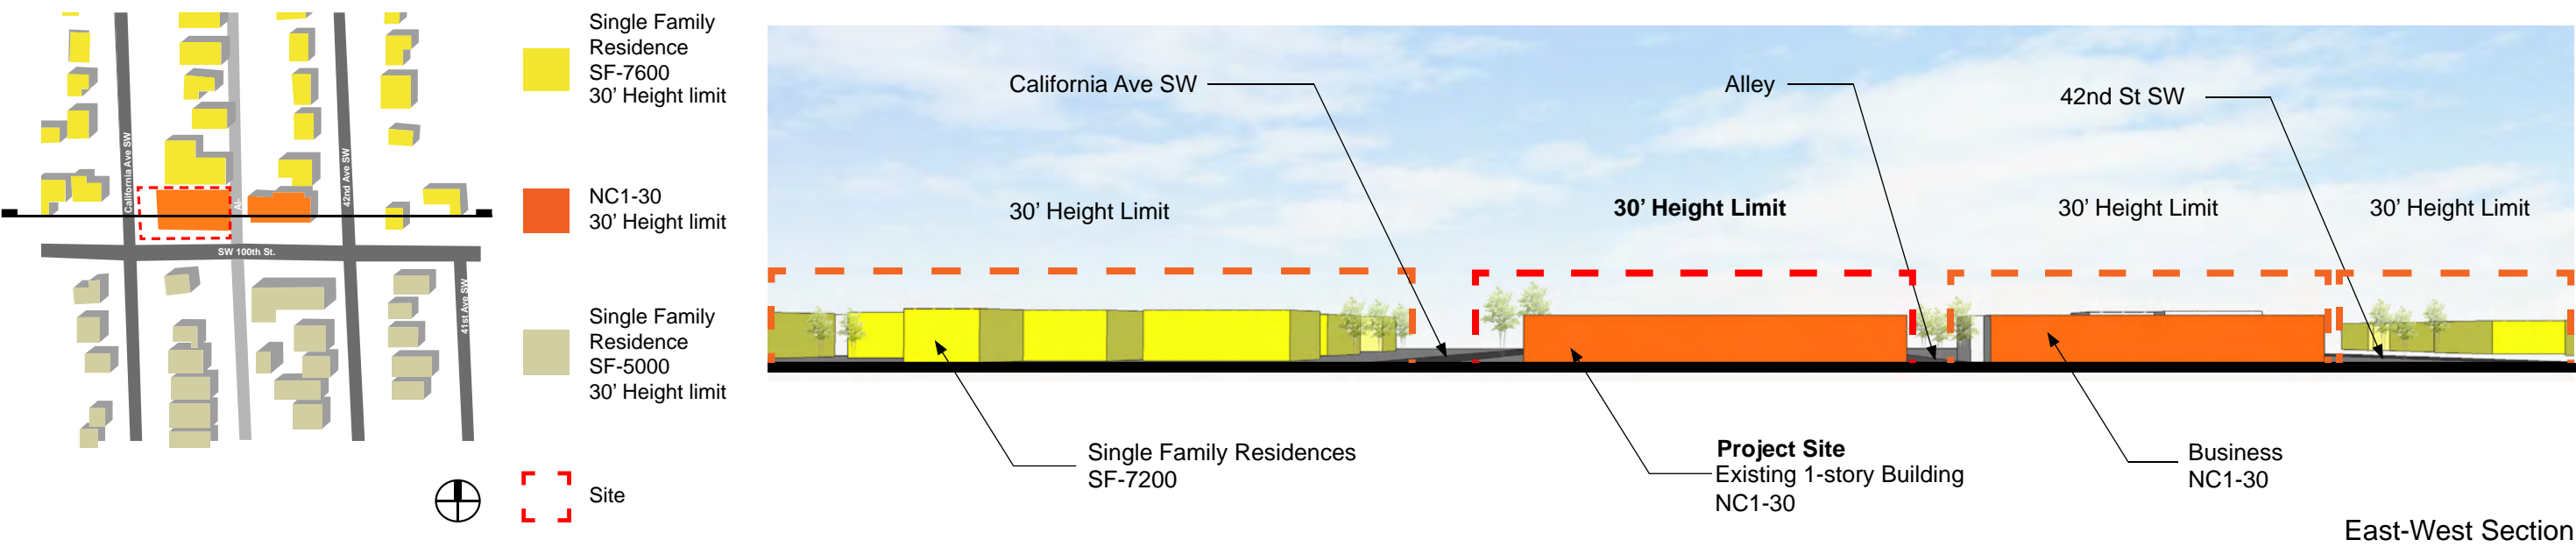 Single Family
Residence
SF-7600
30’ Height limit
NC1-30
30’ Height limit
Single Family
Residence
SF-5000
30’ Height limit
Site
California Ave SW
Al-
42nd Ave SW
SW 100th St.
41st Ave SW
California Ave SW
Alley
42nd St SW
30’ Height Limit
30’ Height Limit
30’ Height Limit
30’ Height Limit
Single Family Residences
SF-7200
Project Site
Existing 1-story Building
NC1-30
Business
NC1-30
East-West Section